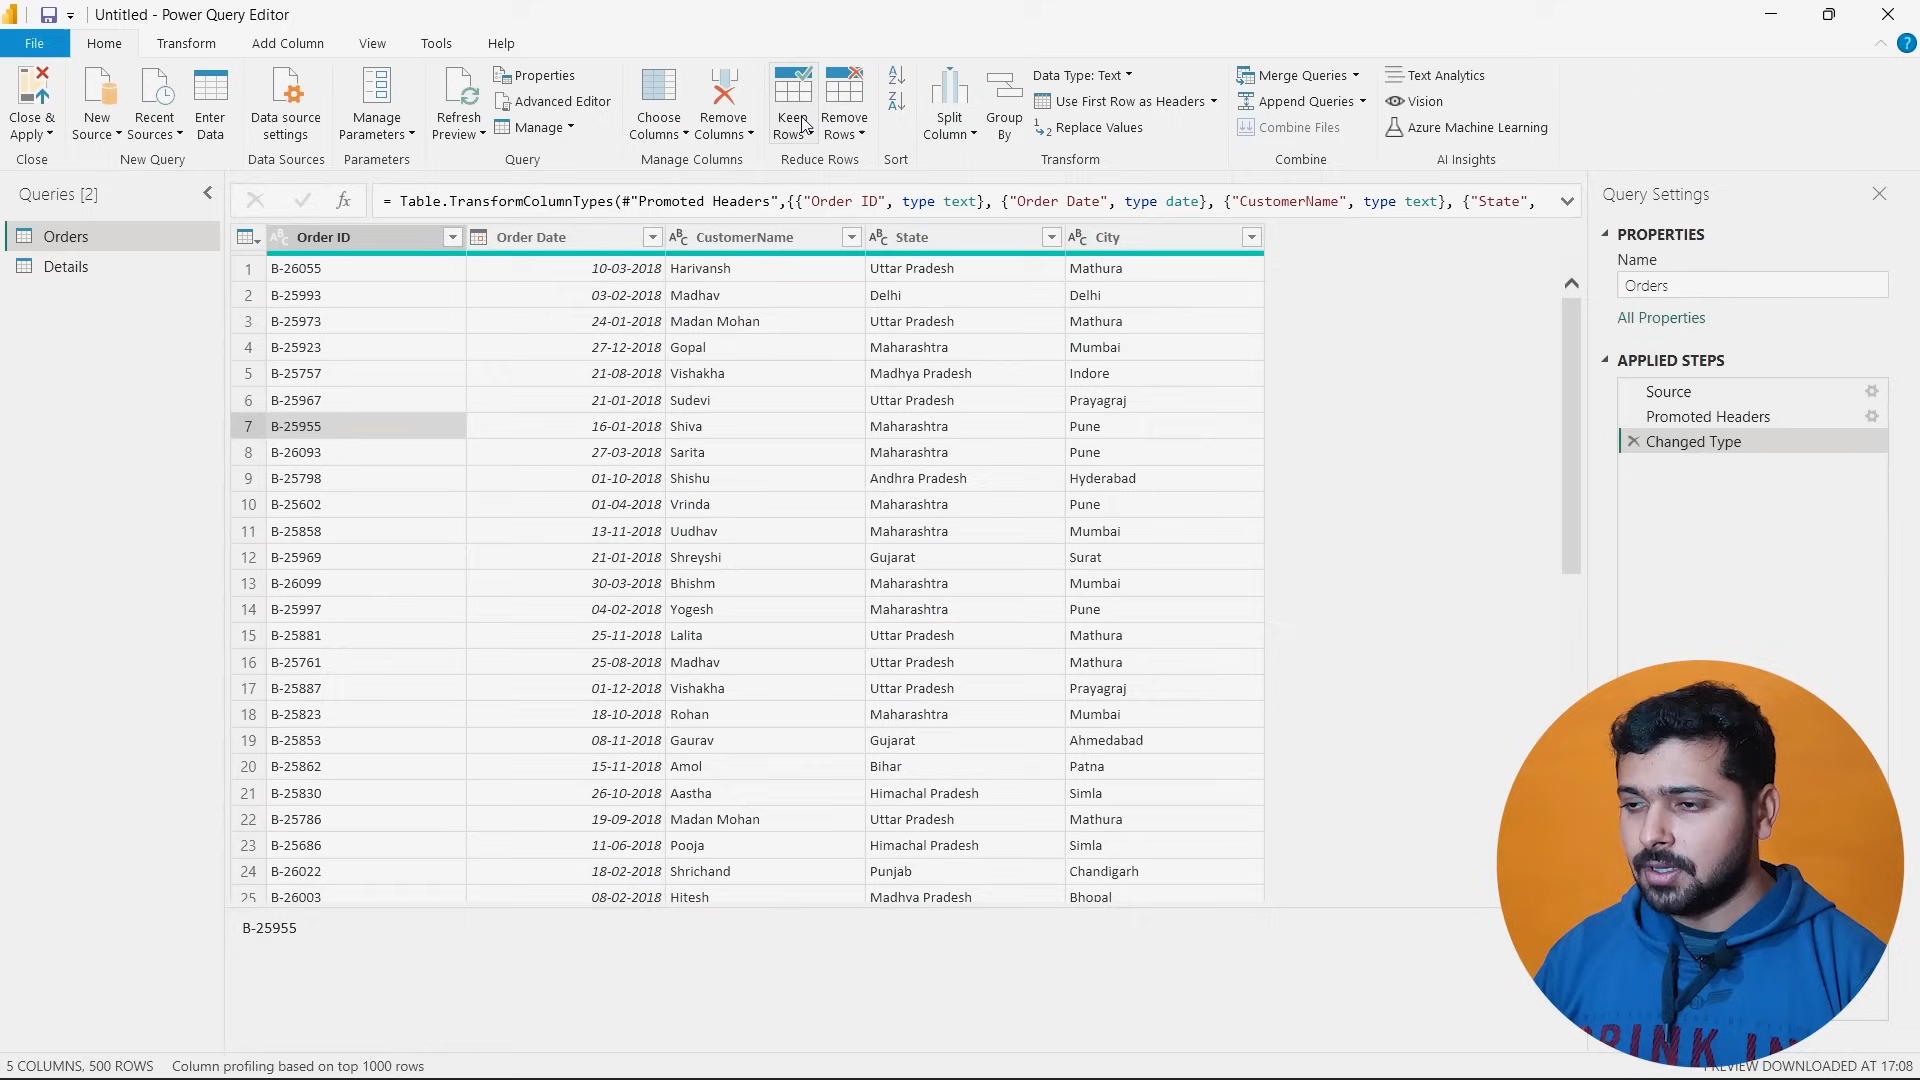 Untitled - Power Query Editor
File Home Transform Add Column View Tools Help
Close & Apply
Close
New Source
Recent Sources
Enter Data
New Query
Data source settings
Data Sources
Manage Parameters
Parameters
Refresh Preview
Properties
Advanced Editor
Manage
Query
Choose Columns
Remove Columns
Manage Columns
Keep Rows
Remove Rows
Reduce Rows
Sort
Split Column
Group By
Data Type: Text
Use First Row as Headers
Replace Values
Transform
Merge Queries
Append Queries
Combine Files
Combine
Text Analytics
Vision
Azure Machine Learning
AI Insights
Queries [2]
Orders
Details
fx = Table.TransformColumnTypes(#"Promoted Headers",{{"Order ID", type text}, {"Order Date", type date}, {"CustomerName", type text}, {"State",
Order ID Order Date CustomerName State City
1 B-26055 10-03-2018 Harivansh Uttar Pradesh Mathura
2 B-25993 03-02-2018 Madhav Delhi Delhi
3 B-25973 24-01-2018 Madan Mohan Uttar Pradesh Mathura
4 B-25923 27-12-2018 Gopal Maharashtra Mumbai
5 B-25757 21-08-2018 Vishakha Madhya Pradesh Indore
6 B-25967 21-01-2018 Sudevi Uttar Pradesh Prayagraj
7 B-25955 16-01-2018 Shiva Maharashtra Pune
8 B-26093 27-03-2018 Sarita Maharashtra Pune
9 B-25798 01-10-2018 Shishu Andhra Pradesh Hyderabad
10 B-25602 01-04-2018 Vrinda Maharashtra Pune
11 B-25858 13-11-2018 Uudhav Maharashtra Mumbai
12 B-25969 21-01-2018 Shreyshi Gujarat Surat
13 B-26099 30-03-2018 Bhishm Maharashtra Mumbai
14 B-25997 04-02-2018 Yogesh Maharashtra Pune
15 B-25881 25-11-2018 Lalita Uttar Pradesh Mathura
16 B-25761 25-08-2018 Madhav Uttar Pradesh Mathura
17 B-25887 01-12-2018 Vishakha Uttar Pradesh Prayagraj
18 B-25823 18-10-2018 Rohan Maharashtra Mumbai
19 B-25853 08-11-2018 Gaurav Gujarat Ahmedabad
20 B-25862 15-11-2018 Amol Bihar Patna
21 B-25830 26-10-2018 Aastha Himachal Pradesh Simla
22 B-25786 19-09-2018 Madan Mohan Uttar Pradesh Mathura
23 B-25686 11-06-2018 Pooja Himachal Pradesh Simla
24 B-26022 18-02-2018 Shrichand Punjab Chandigarh
25 B-26003 08-02-2018 Hitesh Madhya Pradesh Bhopal
B-25955
Query Settings
PROPERTIES
Name
Orders
All Properties
APPLIED STEPS
Source
Promoted Headers
Changed Type
5 COLUMNS, 500 ROWS Column profiling based on top 1000 rows
PREVIEW DOWNLOADED AT 17:08